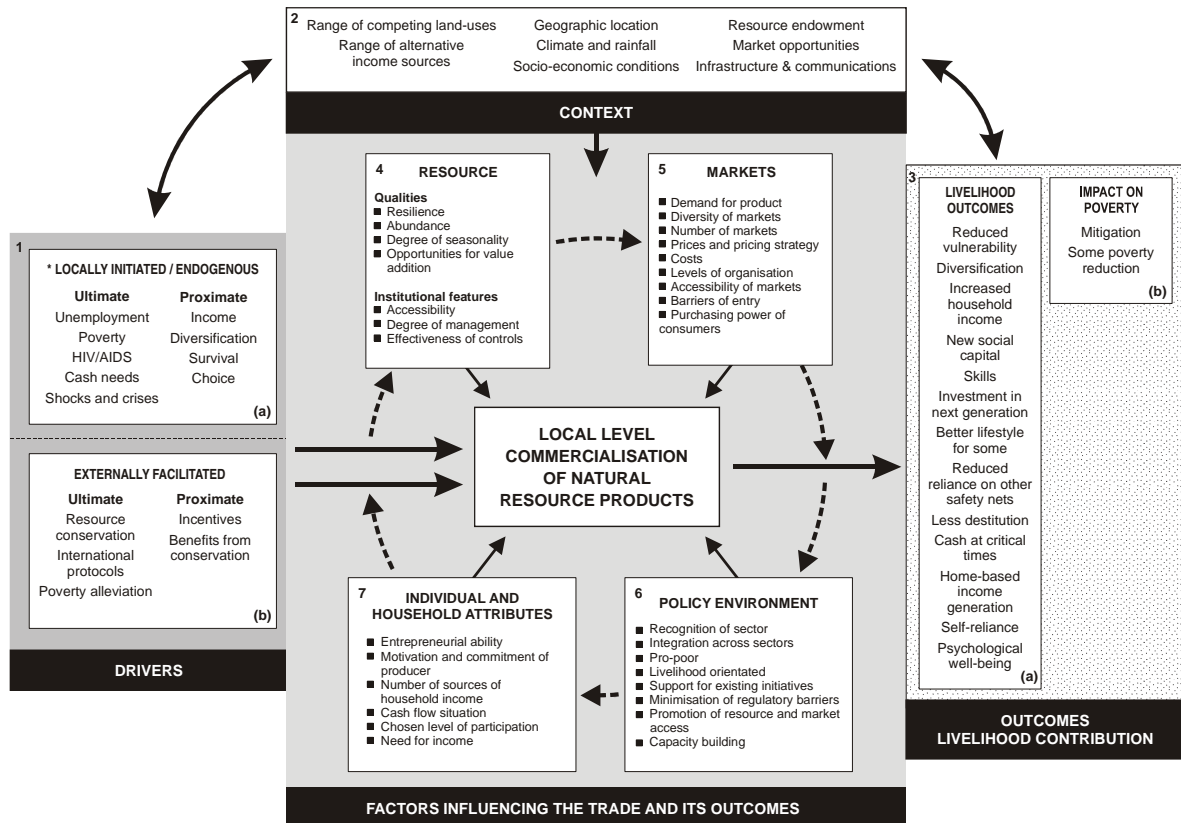 2
Range of competing land-uses
Range of alternative
income sources
Geographic location
Climate and rainfall
Socio-economic conditions
Resource endowment
Market opportunities
Infrastructure & communications
CONTEXT
1
* LOCALLY INITIATED / ENDOGENOUS
Ultimate
Unemployment
Poverty
HIV/AIDS
Cash needs
Shocks and crises
Proximate
Income
Diversification
Survival
Choice
(a)
EXTERNALLY FACILITATED
Ultimate
Resource
conservation
International
protocols
Poverty alleviation
Proximate
Incentives
Benefits from
conservation
(b)
DRIVERS
4
RESOURCE
Qualities
Resilience
Abundance
Degree of seasonality
Opportunities for value
addition
Institutional features
Accessibility
Degree of management
Effectiveness of controls
5
MARKETS
Demand for product
Diversity of markets
Number of markets
Prices and pricing strategy
Costs
Levels of organisation
Accessibility of markets
Barriers of entry
Purchasing power of
consumers
LOCAL LEVEL
COMMERCIALISATION
OF NATURAL
RESOURCE PRODUCTS
7
INDIVIDUAL AND
HOUSEHOLD ATTRIBUTES
Entrepreneurial ability
Motivation and commitment of
producer
Number of sources of
household income
Cash flow situation
Chosen level of participation
Need for income
6
POLICY ENVIRONMENT
Recognition of sector
Integration across sectors
Pro-poor
Livelihood orientated
Support for existing initiatives
Minimisation of regulatory barriers
Promotion of resource and market
access
Capacity building
FACTORS INFLUENCING THE TRADE AND ITS OUTCOMES
3
LIVELIHOOD
OUTCOMES
Reduced
vulnerability
Diversification
Increased
household
income
New social
capital
Skills
Investment in
next generation
Better lifestyle
for some
Reduced
reliance on other
safety nets
Less destitution
Cash at critical
times
Home-based
income
generation
Self-reliance
Psychological
well-being
(a)
IMPACT ON
POVERTY
Mitigation
Some poverty
reduction
(b)
OUTCOMES
LIVELIHOOD CONTRIBUTION